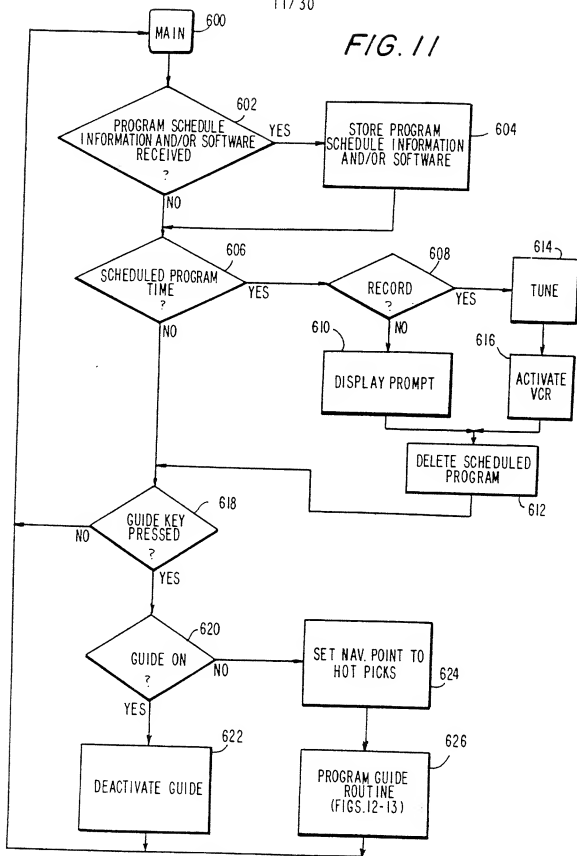 11/30
FIG. 11
MAIN
600
602
PROGRAM SCHEDULE
INFORMATION AND/OR SOFTWARE
RECEIVED
?
YES
NO
STORE PROGRAM
SCHEDULE INFORMATION
AND/OR SOFTWARE
604
606
SCHEDULED PROGRAM
TIME
?
YES
NO
608
RECORD
?
YES
NO
614
TUNE
610
DISPLAY PROMPT
616
ACTIVATE
VCR
DELETE SCHEDULED
PROGRAM
612
618
GUIDE KEY
PRESSED
?
NO
YES
620
GUIDE ON
?
NO
YES
SET NAV. POINT TO
HOT PICKS
624
622
DEACTIVATE GUIDE
626
PROGRAM GUIDE
ROUTINE
(FIGS. 12-13)